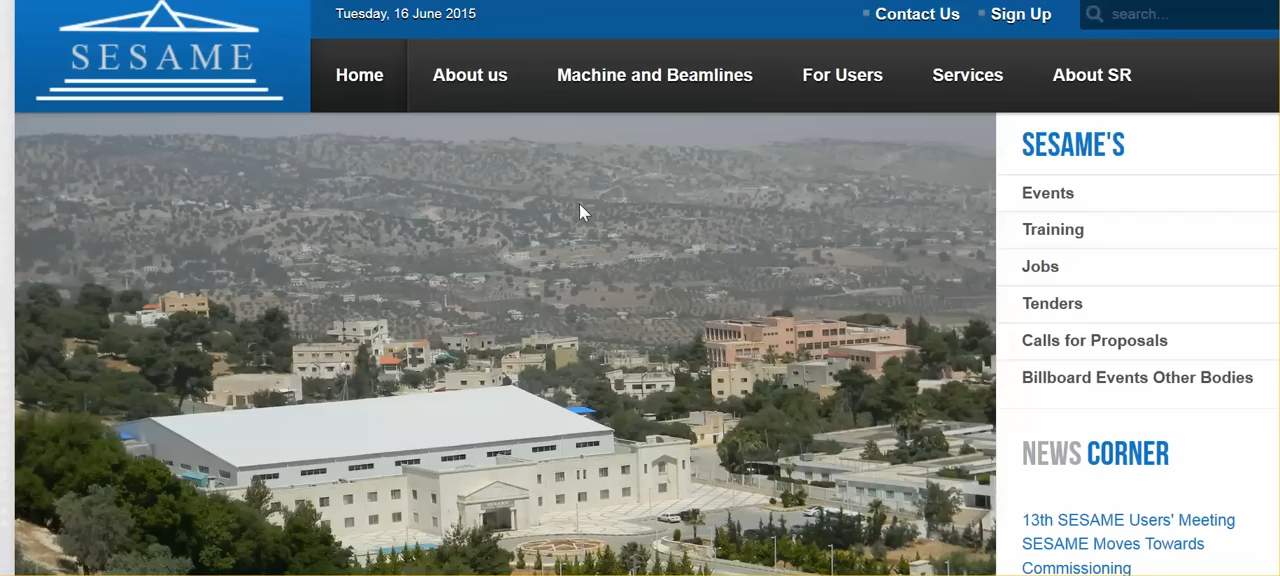 SESAME
Tuesday, 16 June 2015
Contact Us
Sign Up
search...
Home
About us
Machine and Beamlines
For Users
Services
About SR
SESAME'S
Events
Training
Jobs
Tenders
Calls for Proposals
Billboard Events Other Bodies
NEWS CORNER
13th SESAME Users' Meeting
SESAME Moves Towards
Commissioning